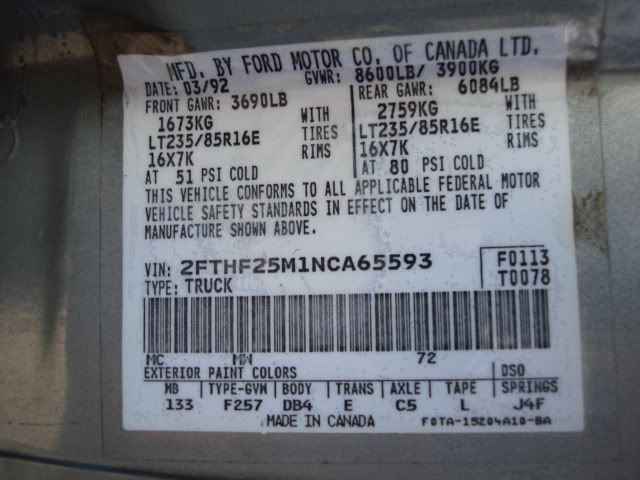 MFD. BY FORD MOTOR CO. OF CANADA LTD.
DATE: 03/92 GVWR: 8600LB/ 3900KG
FRONT GAWR: 3690LB REAR GAWR: 6084LB
1673KG WITH 2759KG WITH
LT235/85R16E TIRES LT235/85R16E TIRES
16X7K RIMS 16X7K RIMS
AT 51 PSI COLD AT 80 PSI COLD
THIS VEHICLE CONFORMS TO ALL APPLICABLE FEDERAL MOTOR
VEHICLE SAFETY STANDARDS IN EFFECT ON THE DATE OF
MANUFACTURE SHOWN ABOVE.
VIN: 2FTHF25M1NCA65593 F0113
TYPE: TRUCK T0078
MC MW 72
EXTERIOR PAINT COLORS DSO
MB TYPE-GVM BODY TRANS AXLE TAPE SPRINGS
133 F257 DB4 E C5 L J4F
MADE IN CANADA F0TA-15204A10-BA